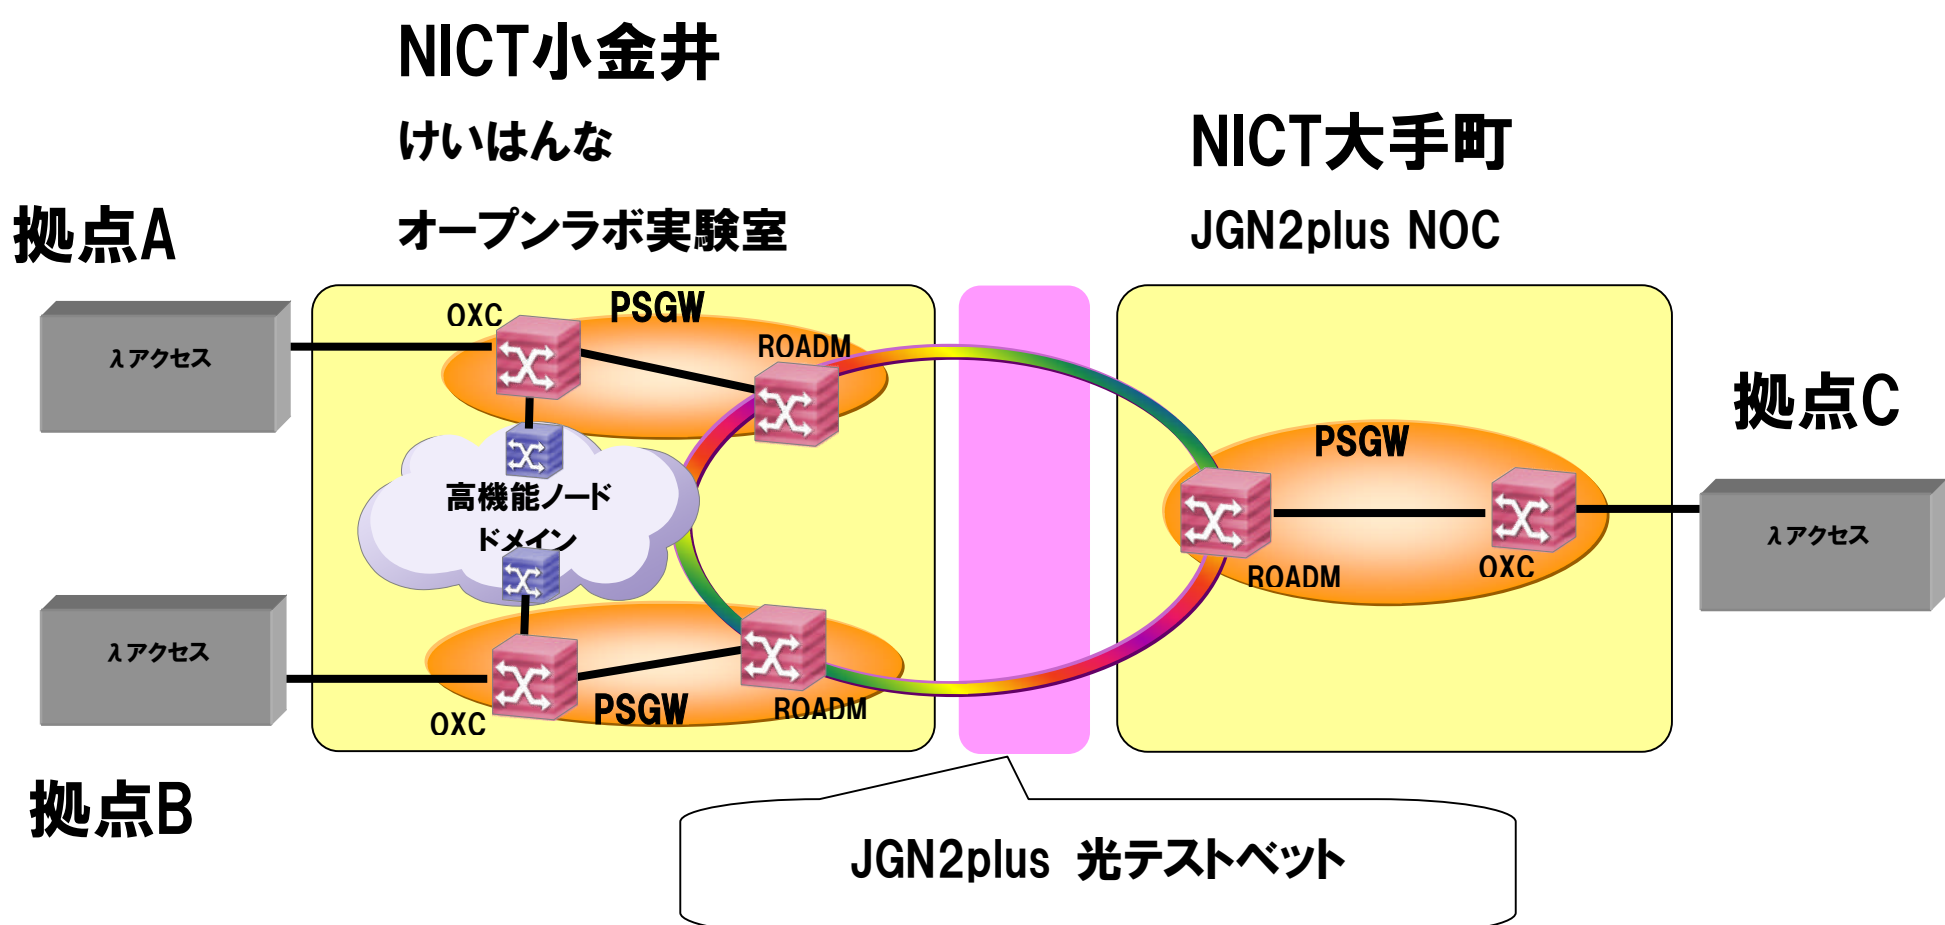 NICT小金井
けいはんな
オープンラボ実験室
NICT大手町
JGN2plus NOC
拠点A
λアクセス
OXC
PSGW
ROADM
高機能ノード
ドメイン
λアクセス
OXC
PSGW
ROADM
拠点B
PSGW
ROADM
OXC
拠点C
λアクセス
JGN2plus 光テストベット